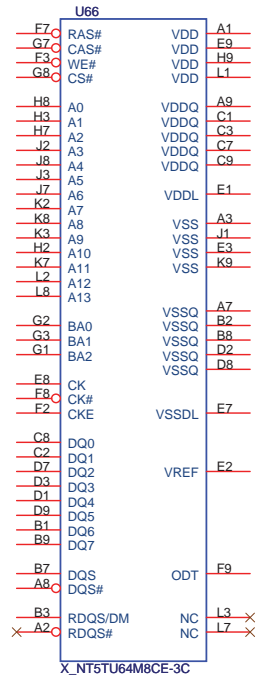 U66
F7 RAS# VDD A1
G7 CAS# VDD E9
F3 WE# VDD H9
G8 CS# VDD L1
H8 A0 VDDQ A9
H3 A1 VDDQ C1
H7 A2 VDDQ C3
J2 A3 VDDQ C7
J8 A4 VDDQ C9
J3 A5
J7 A6 VDDL E1
K2 A7
K8 A8 VSS A3
K3 A9 VSS J1
H2 A10 VSS E3
K7 A11 VSS K9
L2 A12
L8 A13
VSSQ A7
G2 BA0 VSSQ B2
G3 BA1 VSSQ B8
G1 BA2 VSSQ D2
VSSQ D8
E8 CK
F8 CK#
F2 CKE VSSDL E7
C8 DQ0
C2 DQ1
D7 DQ2 VREF E2
D3 DQ3
D1 DQ4
D9 DQ5
B1 DQ6
B9 DQ7
B7 DQS ODT F9
A8 DQS#
B3 RDQS/DM NC L3
A2 RDQS# NC L7
X_NT5TU64M8CE-3C